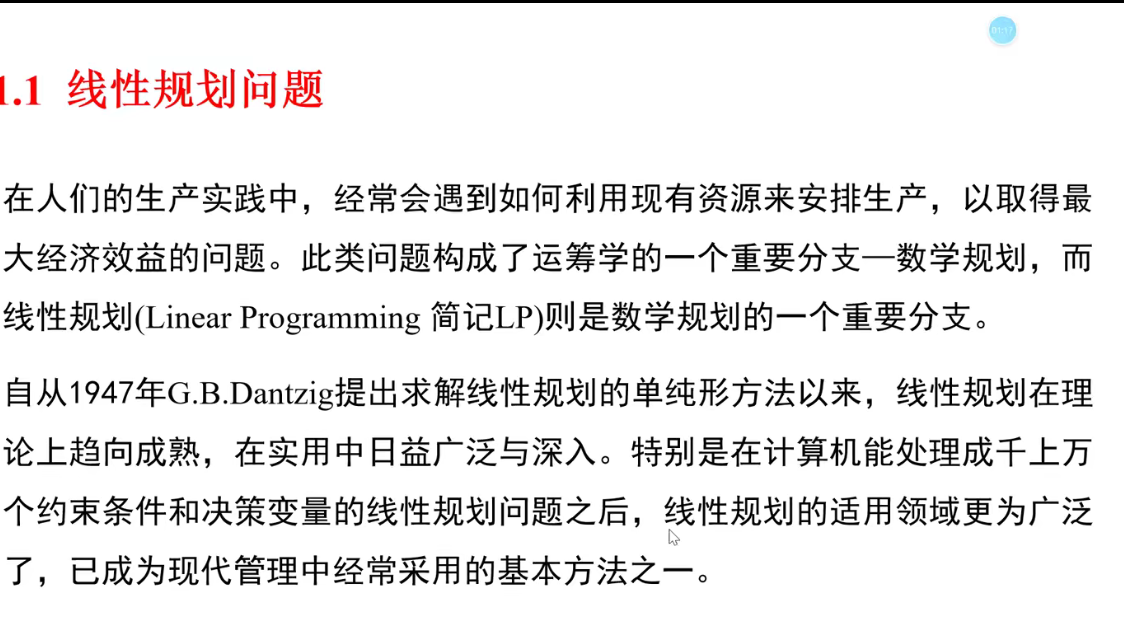 1.1 线性规划问题
在人们的生产实践中，经常会遇到如何利用现有资源来安排生产，以取得最
大经济效益的问题。此类问题构成了运筹学的一个重要分支—数学规划，而
线性规划(Linear Programming 简记LP)则是数学规划的一个重要分支。
自从1947年G.B.Dantzig提出求解线性规划的单纯形方法以来，线性规划在理
论上趋向成熟，在实用中日益广泛与深入。特别是在计算机能处理成千上万
个约束条件和决策变量的线性规划问题之后，线性规划的适用领域更为广泛
了，已成为现代管理中经常采用的基本方法之一。